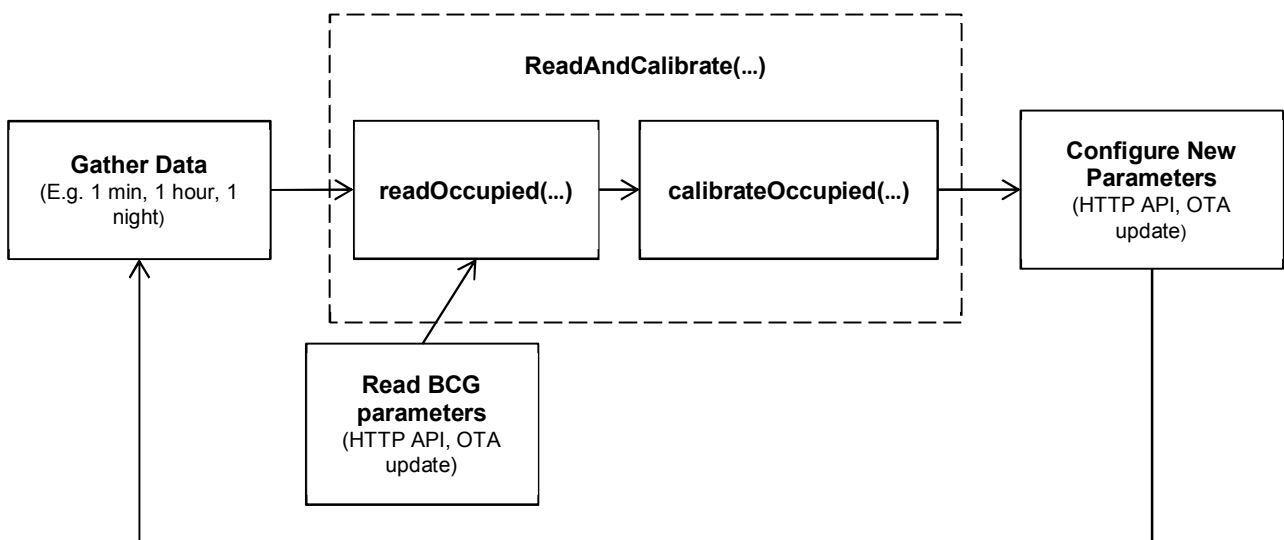 ReadAndCalibrate(...)
Gather Data
(E.g. 1 min, 1 hour, 1
night)
readOccupied(...)
calibrateOccupied(...)
Configure New
Parameters
(HTTP API, OTA
update)
Read BCG
parameters
(HTTP API, OTA
update)